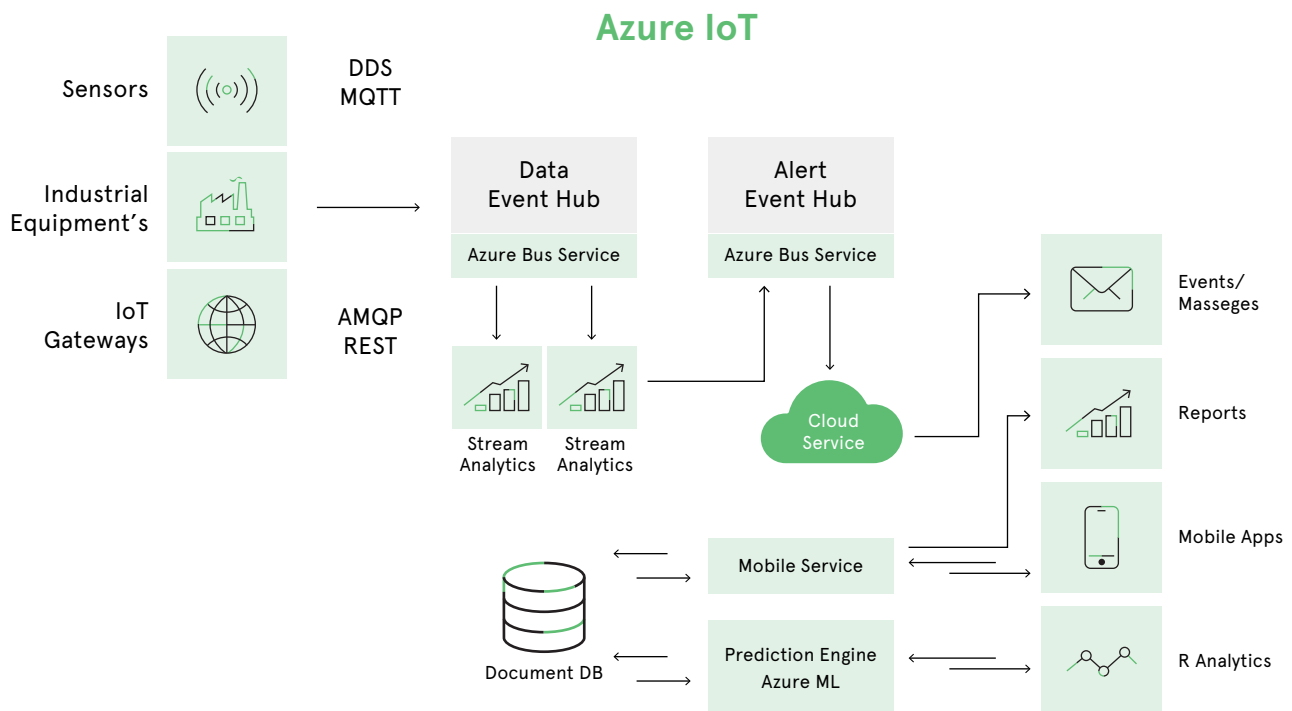 Azure IoT
Sensors
DDS
MQTT
Industrial
Equipment's
IoT
Gateways
AMQP
REST
Data
Event Hub
Azure Bus Service
Alert
Event Hub
Azure Bus Service
Stream
Analytics
Stream
Analytics
Cloud
Service
Events/
Masseges
Reports
Mobile Apps
R Analytics
Mobile Service
Prediction Engine
Azure ML
Document DB